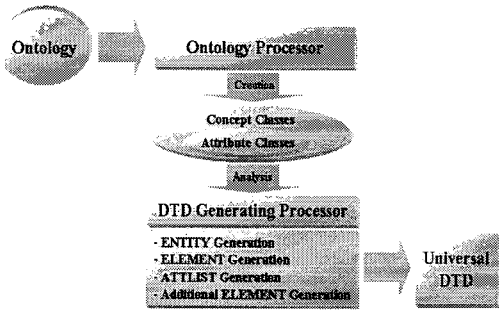 Ontology
Ontology Processor
Creation
Concept Classes
Attribute Classes
Analysis
DTD Generating Processor
- ENTITY Generation
- ELEMENT Generation
- ATTLIST Generation
- Additional ELEMENT Generation
Universal
DTD